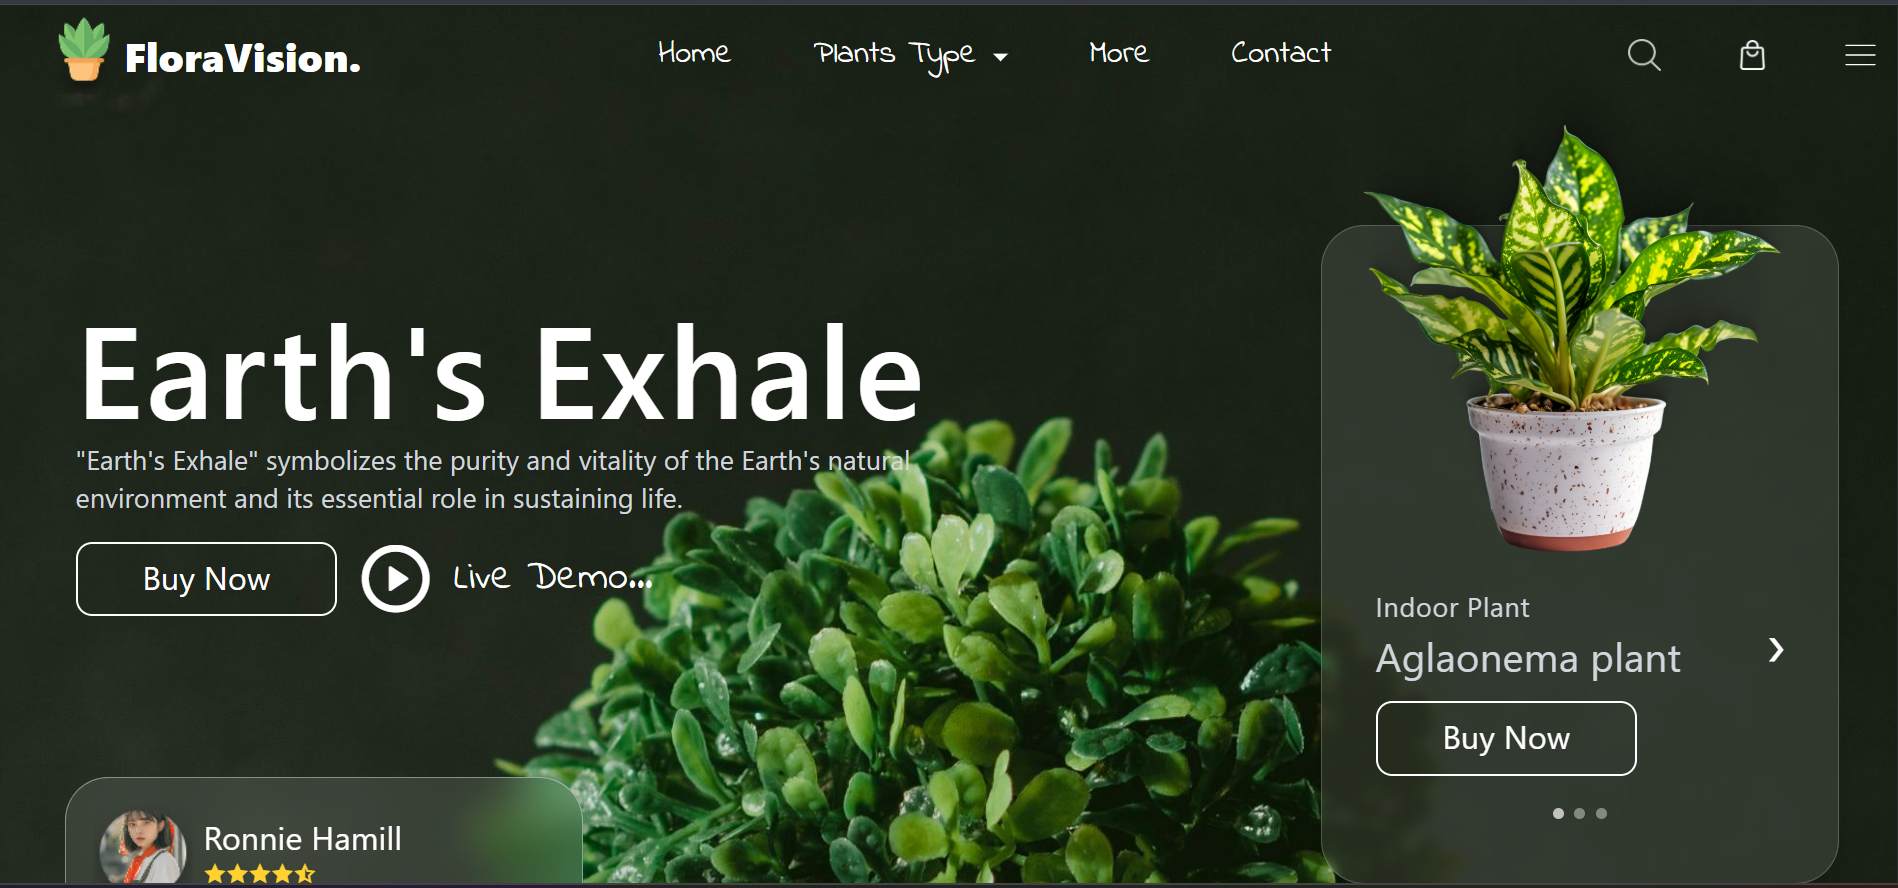 FloraVision.
Home
Plants Type
More
Contact
Earth's Exhale
"Earth's Exhale" symbolizes the purity and vitality of the Earth's natural
environment and its essential role in sustaining life.
Buy Now
Live Demo...
Indoor Plant
Aglaonema plant
Buy Now
Ronnie Hamill